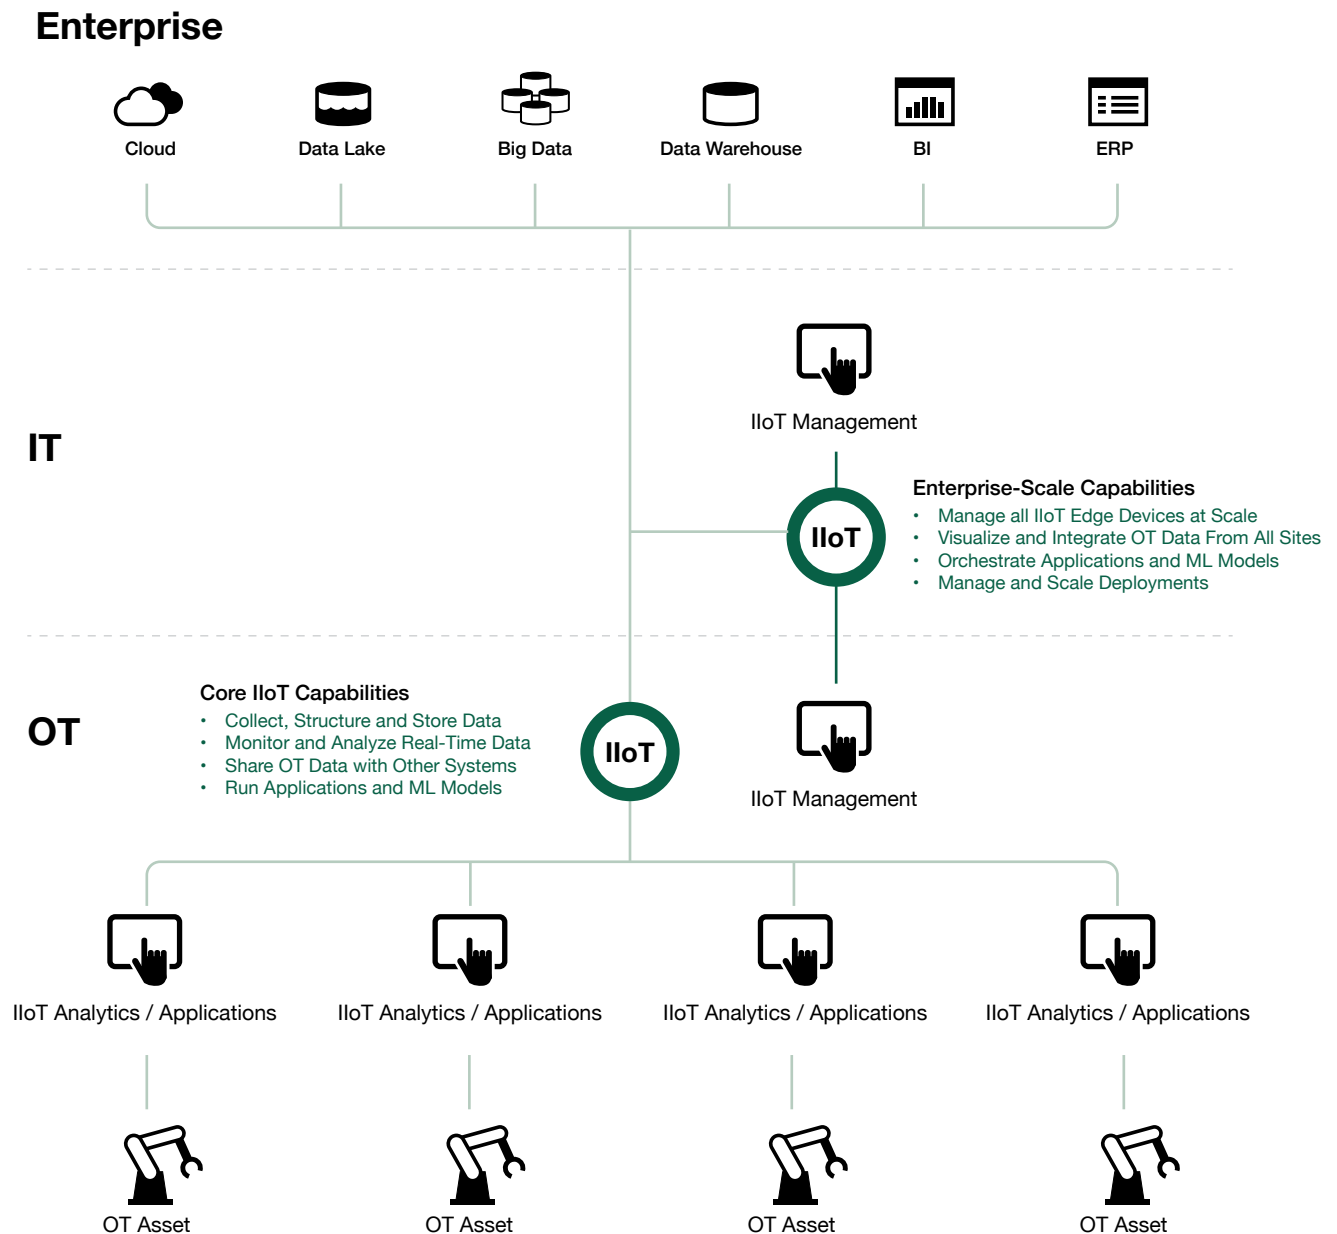 Enterprise
Cloud
Data Lake
Big Data
Data Warehouse
BI
ERP
IT
IIoT Management
IIoT
Enterprise-Scale Capabilities
• Manage all IIoT Edge Devices at Scale
• Visualize and Integrate OT Data From All Sites
• Orchestrate Applications and ML Models
• Manage and Scale Deployments
OT
Core IIoT Capabilities
• Collect, Structure and Store Data
• Monitor and Analyze Real-Time Data
• Share OT Data with Other Systems
• Run Applications and ML Models
IIoT
IIoT Management
IIoT Analytics / Applications
IIoT Analytics / Applications
IIoT Analytics / Applications
IIoT Analytics / Applications
OT Asset
OT Asset
OT Asset
OT Asset